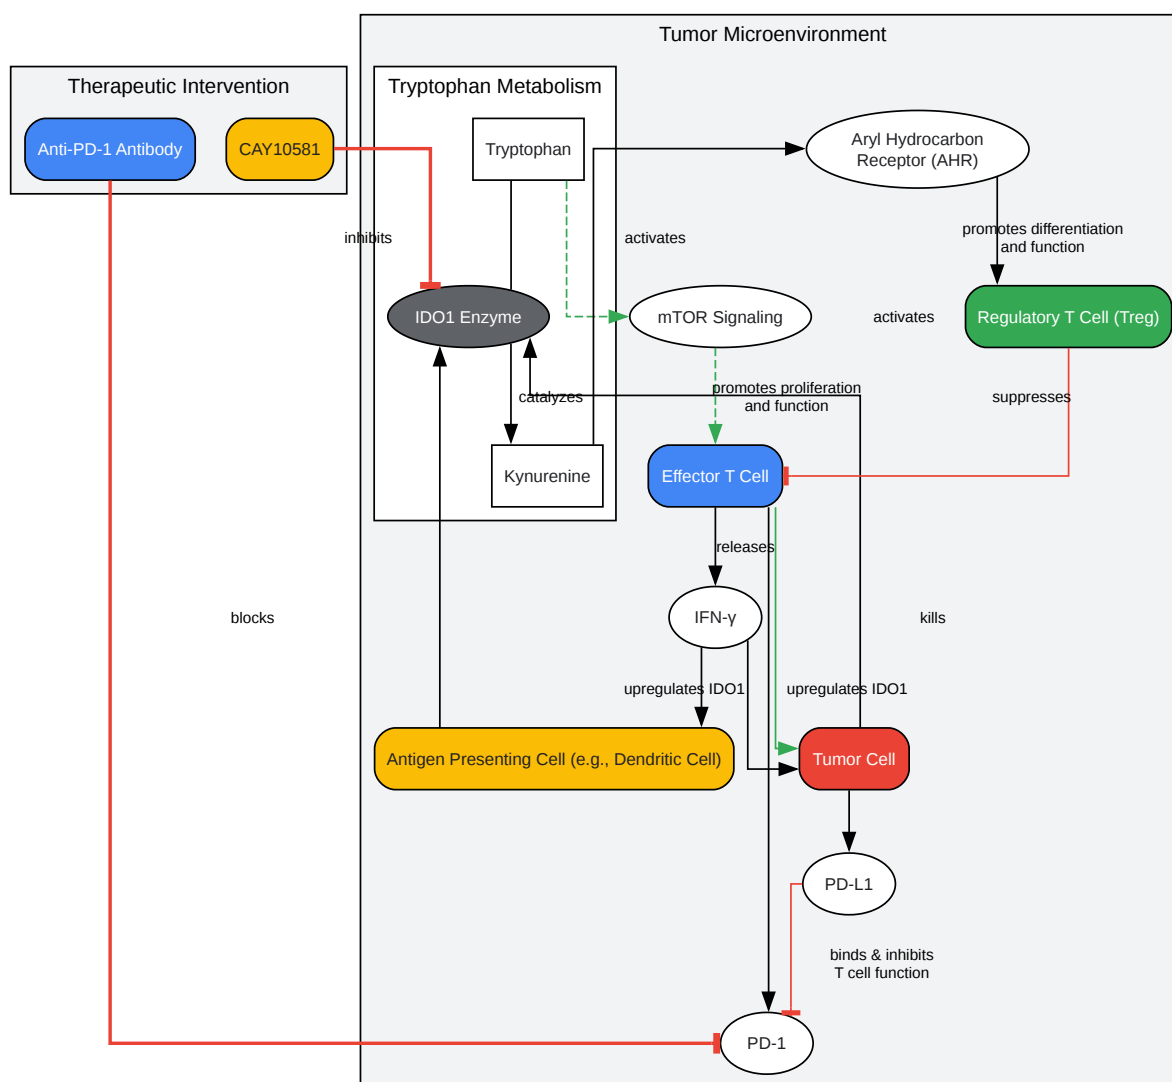 Tumor Microenvironment
Therapeutic Intervention
Tryptophan Metabolism
Anti-PD-1 Antibody
CAY10581
Tryptophan
Aryl Hydrocarbon
Receptor (AHR)
inhibits
activates
promotes differentiation
and function
IDO1 Enzyme
mTOR Signaling
activates
Regulatory T Cell (Treg)
catalyzes
promotes proliferation
and function
suppresses
Kynurenine
Effector T Cell
releases
blocks
IFN-γ
kills
upregulates IDO1
upregulates IDO1
Antigen Presenting Cell (e.g., Dendritic Cell)
Tumor Cell
PD-L1
binds & inhibits
T cell function
PD-1